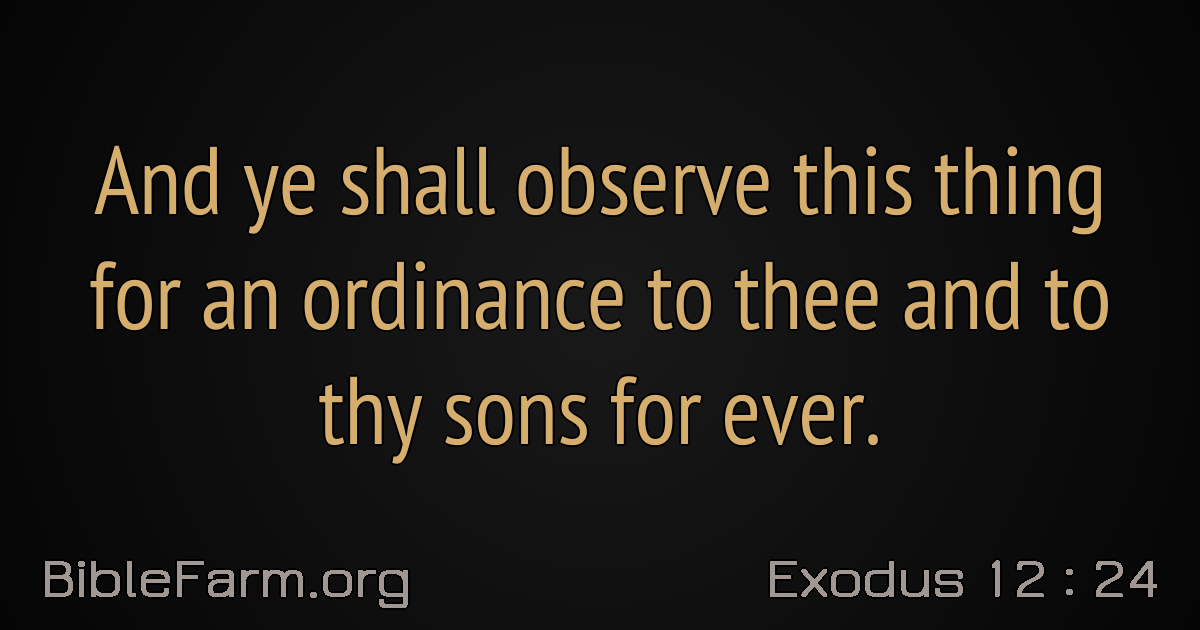 And ye shall observe this thing
for an ordinance to thee and to
thy sons for ever.
BibleFarm.org
Exodus 12 : 24